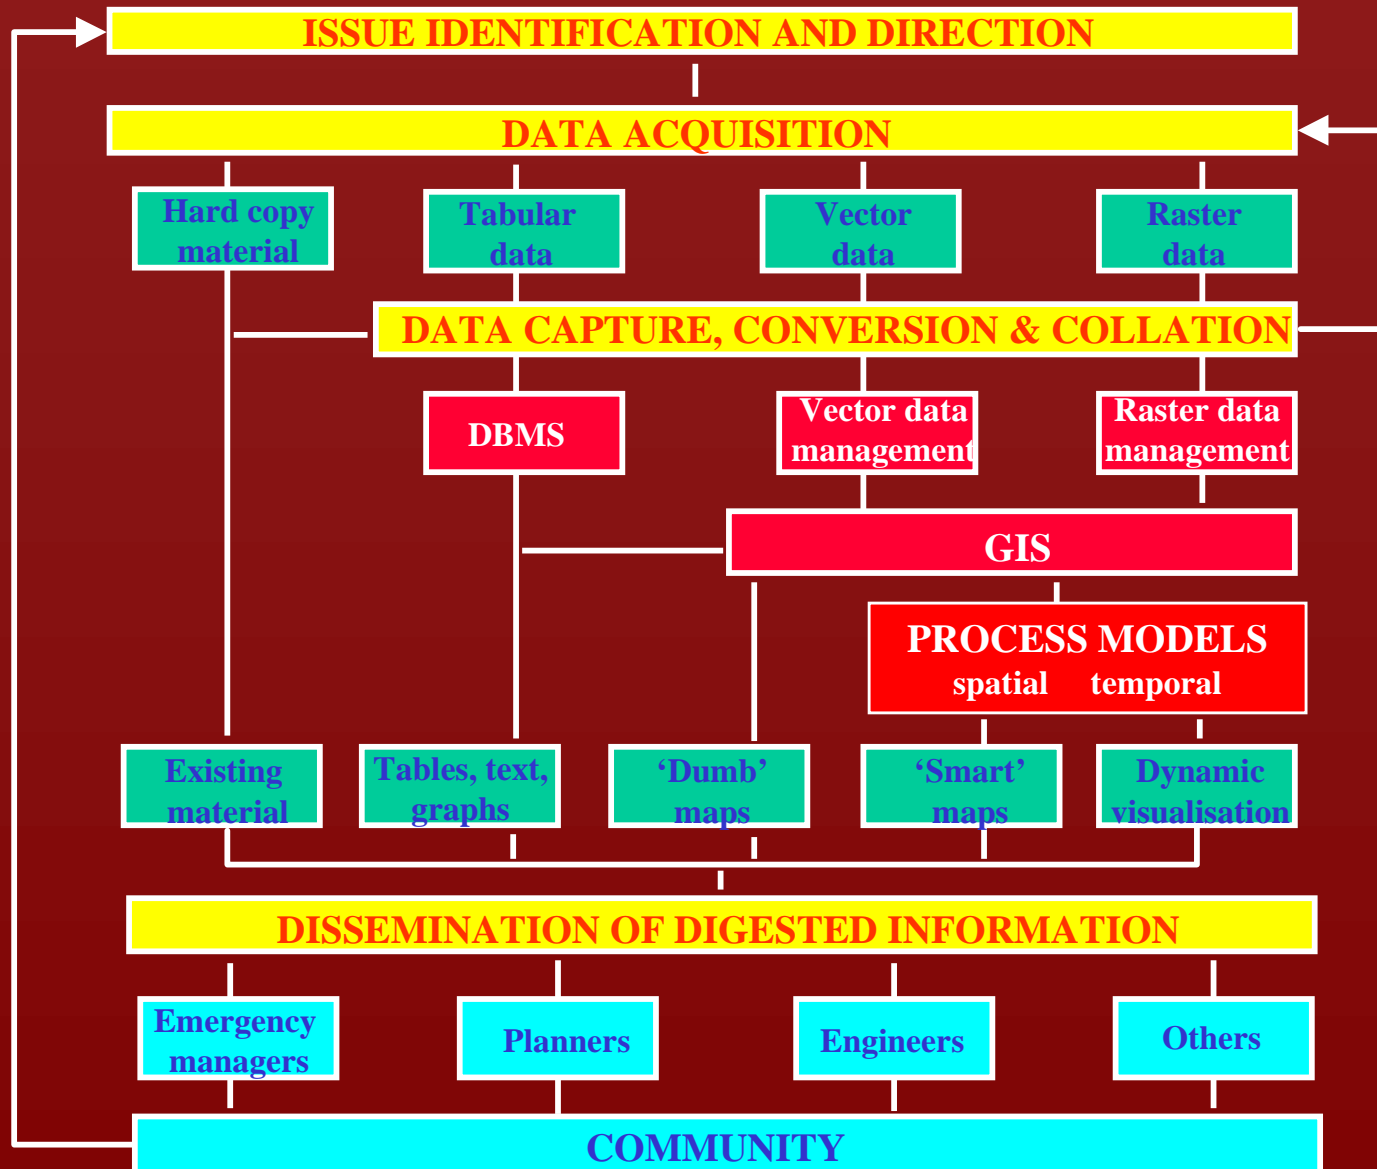 ISSUE IDENTIFICATION AND DIRECTION
DATA ACQUISITION
Hard copy
material
Tabular
data
Vector
data
Raster
data
DATA CAPTURE, CONVERSION & COLLATION
DBMS
Vector data
management
Raster data
management
GIS
PROCESS MODELS
spatial temporal
Existing
material
Tables, text,
graphs
‘Dumb’
maps
‘Smart’
maps
Dynamic
visualisation
DISSEMINATION OF DIGESTED INFORMATION
Emergency
managers
Planners
Engineers
Others
COMMUNITY